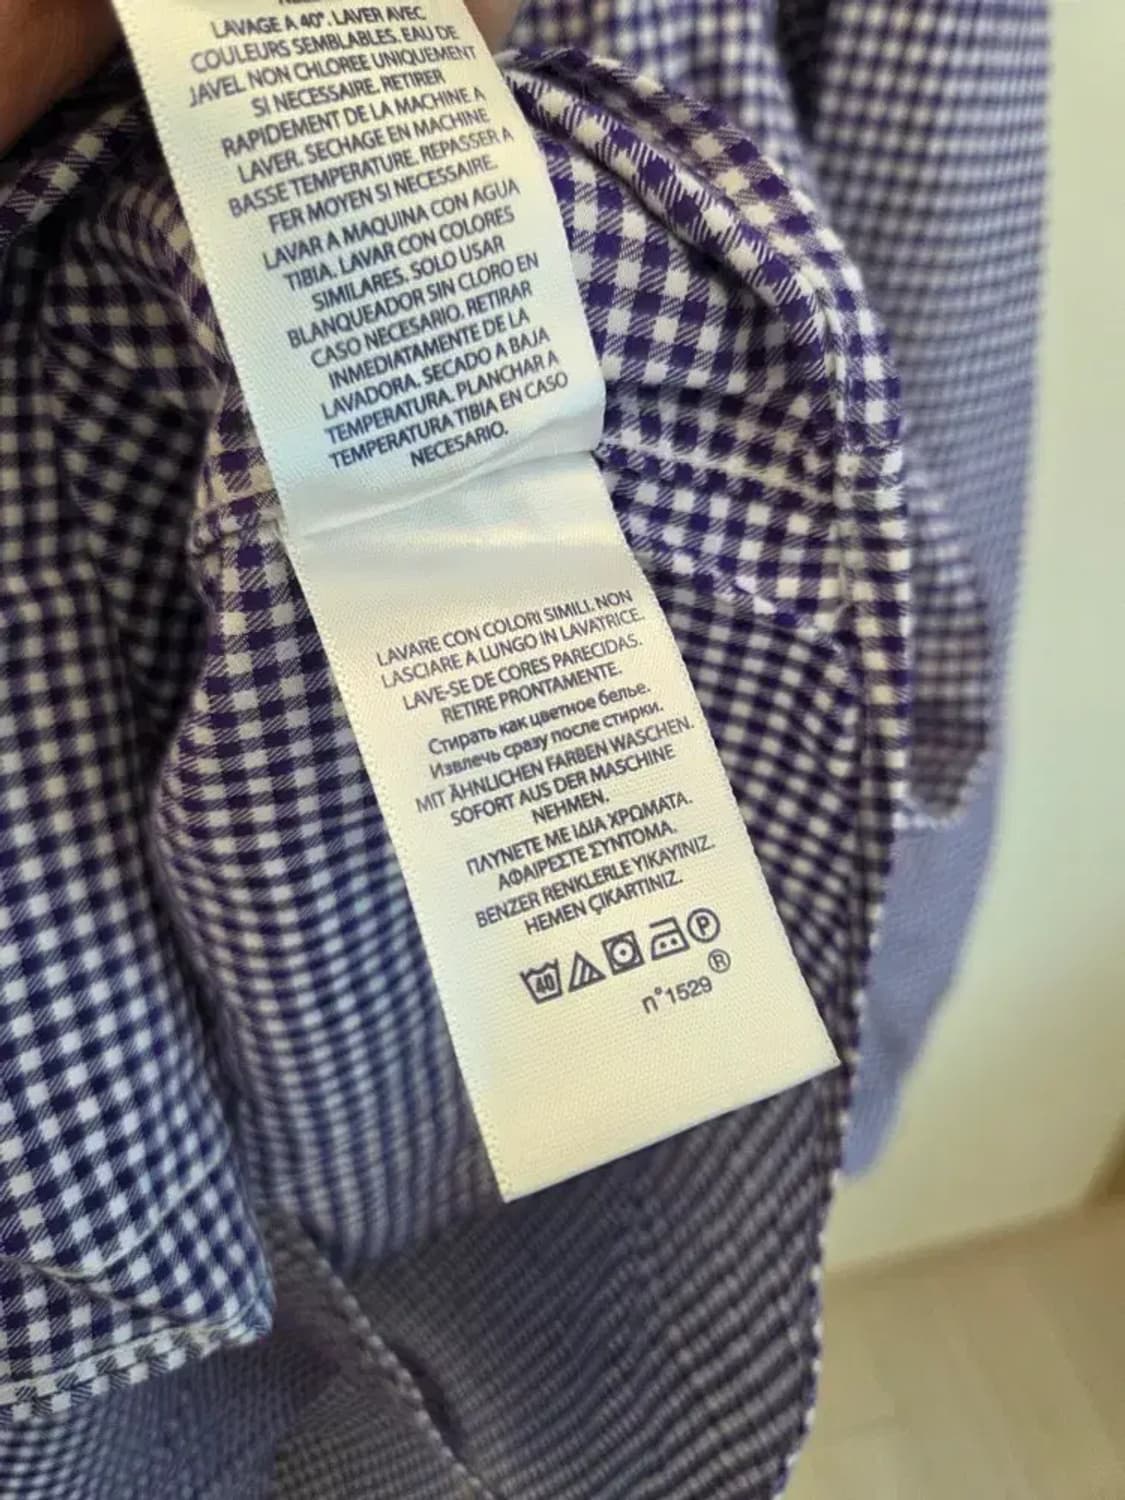 LAVAGE A 40°. LAVER AVEC
COULEURS SEMBLABLES. EAU DE
JAVEL NON CHLOREE UNIQUEMENT
SI NECESSAIRE. RETIRER
RAPIDEMENT DE LA MACHINE A
LAVER. SECHAGE EN MACHINE
BASSE TEMPERATURE. REPASSER A
FER MOYEN SI NECESSAIRE.
LAVAR A MAQUINA CON AGUA
TIBIA. LAVAR CON COLORES
SIMILARES. SOLO USAR
BLANQUEADOR SIN CLORO EN
CASO NECESARIO. RETIRAR
INMEDIATAMENTE DE LA
LAVADORA. SECADO A BAJA
TEMPERATURA. PLANCHAR A
TEMPERATURA TIBIA EN CASO
NECESARIO.
LAVARE CON COLORI SIMILI. NON
LASCIARE A LUNGO IN LAVATRICE.
LAVE-SE DE CORES PARECIDAS.
RETIRE PRONTAMENTE.
Стирать как цветное белье.
Извлечь сразу после стирки.
MIT ÄHNLICHEN FARBEN WASCHEN.
SOFORT AUS DER MASCHINE
NEHMEN.
ΠΛΥΝΕΤΕ ΜΕ ΙΔΙΑ ΧΡΩΜΑΤΑ.
ΑΦΑΙΡΕΣΤΕ ΣΥΝΤΟΜΑ.
BENZER RENKLERLE YIKAYINIZ.
HEMEN ÇIKARTINIZ.
40 P
n°1529 ®